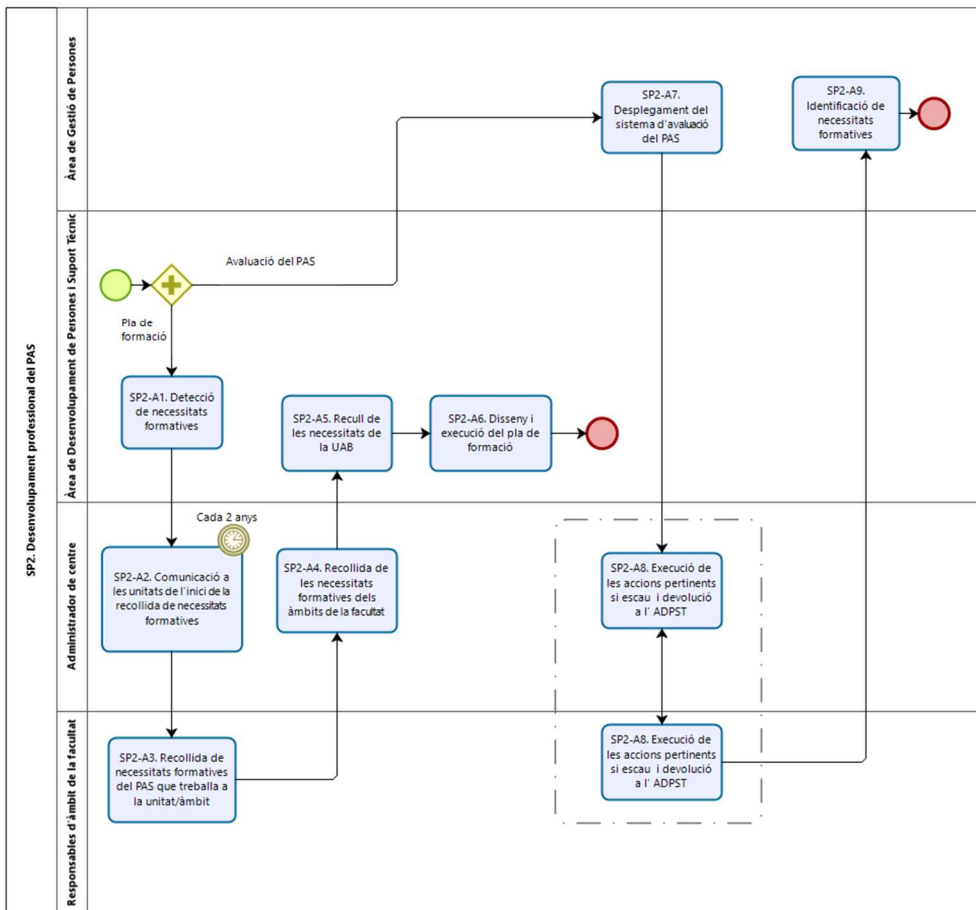 SP2. Desenvolupament professional del PAS
Àrea de Gestió de Persones
SP2-A7.
Desplegament del
sistema d'avaluació
del PAS
SP2-A9.
Identificació de
necessitats
formatives
Àrea de Desenvolupament de Persones i Suport Tècnic
Avaluació del PAS
Pla de
formació
SP2-A1. Detecció
de necessitats
formatives
SP2-A5. Recull de
les necessitats de
la UAB
SP2-A6. Disseny i
execució del pla de
formació
Administrador de centre
Cada 2 anys
SP2-A2. Comunicació a
les unitats de l'inici de la
recollida de necessitats
formatives
SP2-A4. Recollida de
les necessitats
formatives dels
àmbits de la facultat
SP2-A8. Execució de
les accions pertinents
si escau i devolució
a l' ADPST
Responsables d'àmbit de la facultat
SP2-A3. Recollida de
necessitats formatives
del PAS que treballa a
la unitat/àmbit
SP2-A8. Execució de
les accions pertinents
si escau i devolució
a l' ADPST